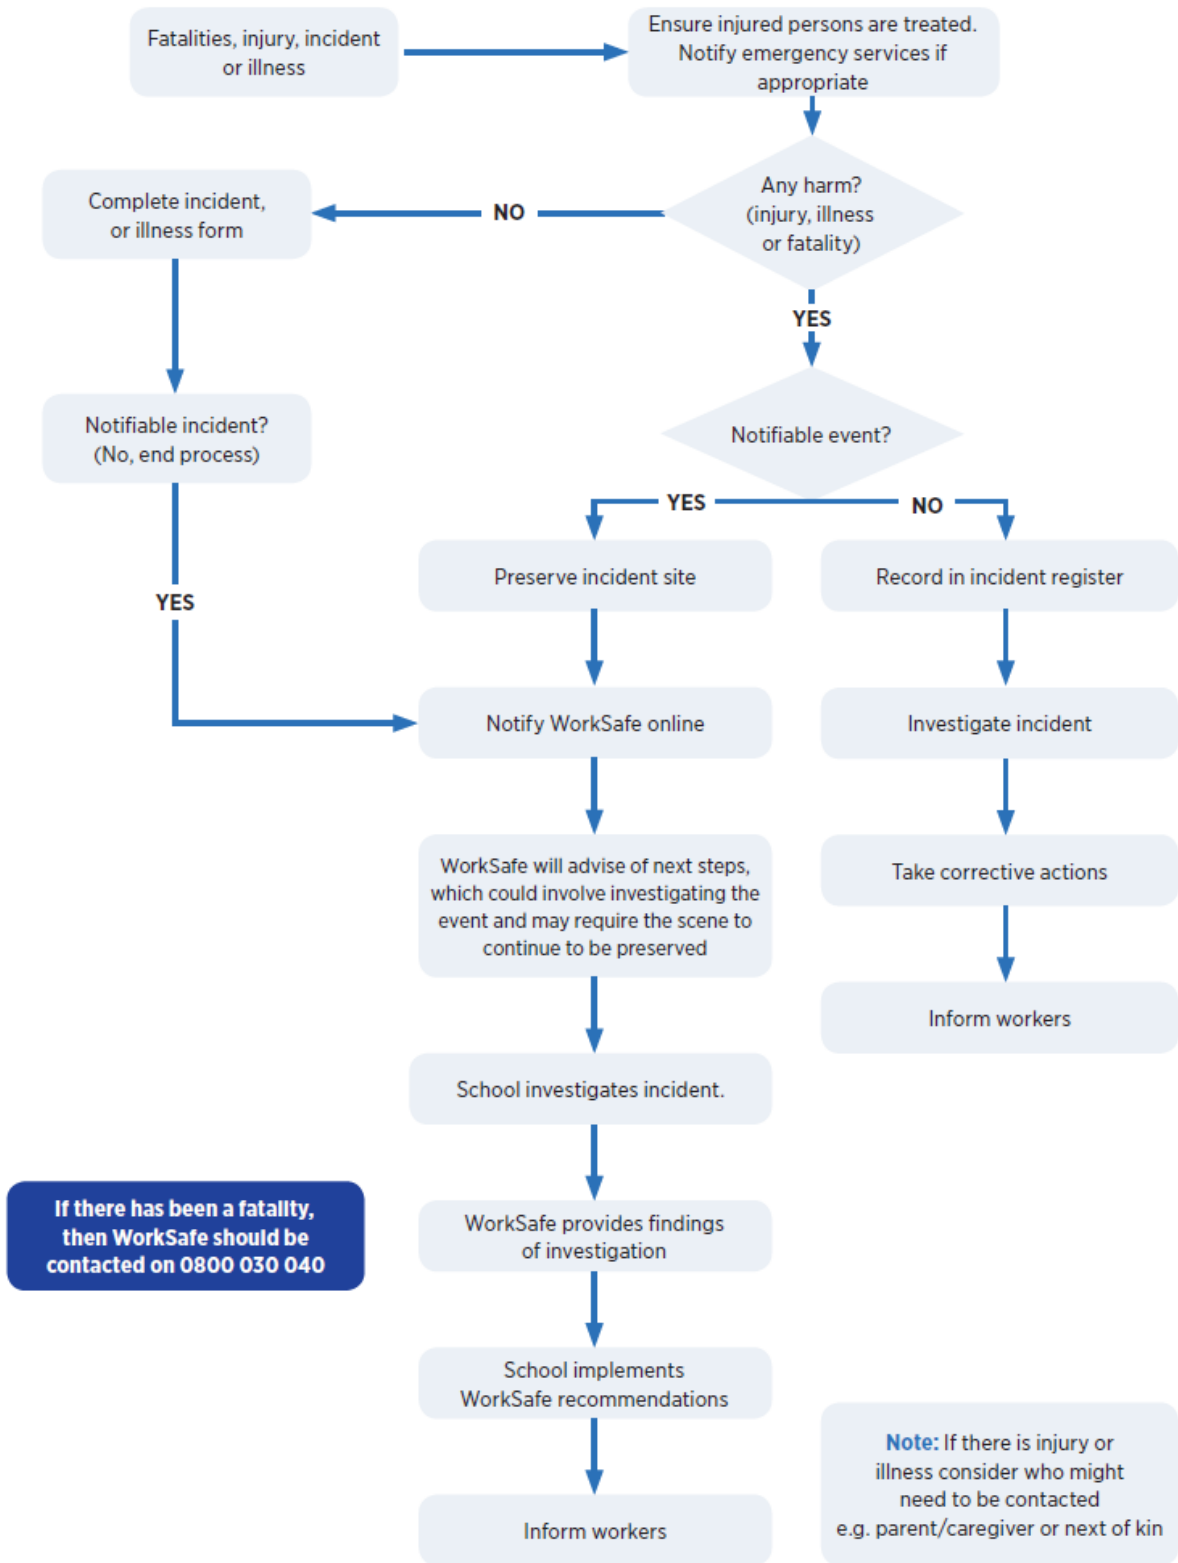 Fatalities, injury, incident
or illness
Ensure injured persons are treated.
Notify emergency services if
appropriate
Any harm?
(injury, illness
or fatality)
NO
Complete incident,
or illness form
YES
Notifiable incident?
(No, end process)
Notifiable event?
YES
NO
Preserve incident site
Record in incident register
YES
Notify WorkSafe online
Investigate incident
WorkSafe will advise of next steps,
which could involve investigating the
event and may require the scene to
continue to be preserved
Take corrective actions
Inform workers
School investigates incident.
If there has been a fatality,
then WorkSafe should be
contacted on 0800 030 040
WorkSafe provides findings
of investigation
School implements
WorkSafe recommendations
Note: If there is injury or
illness consider who might
need to be contacted
e.g. parent/caregiver or next of kin
Inform workers